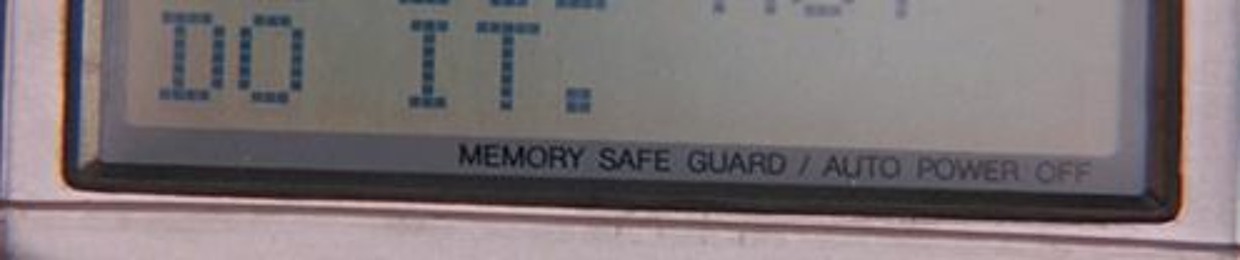 DO IT.
MEMORY SAFE GUARD / AUTO POWER OFF